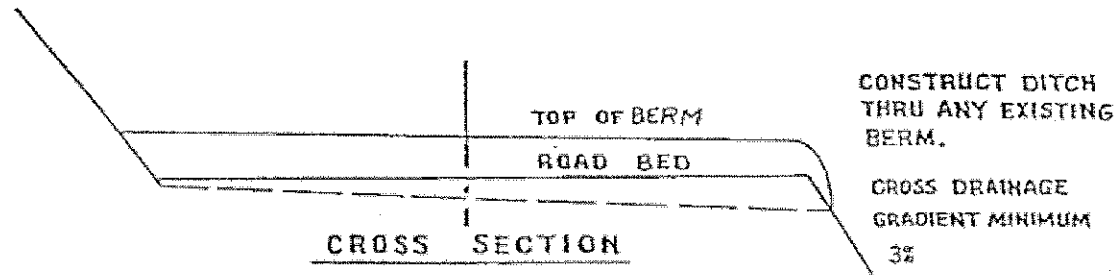 CONSTRUCT DITCH
THRU ANY EXISTING
BERM.
TOP OF BERM
ROAD BED
CROSS DRAINAGE
GRADIENT MINIMUM
3%
CROSS SECTION